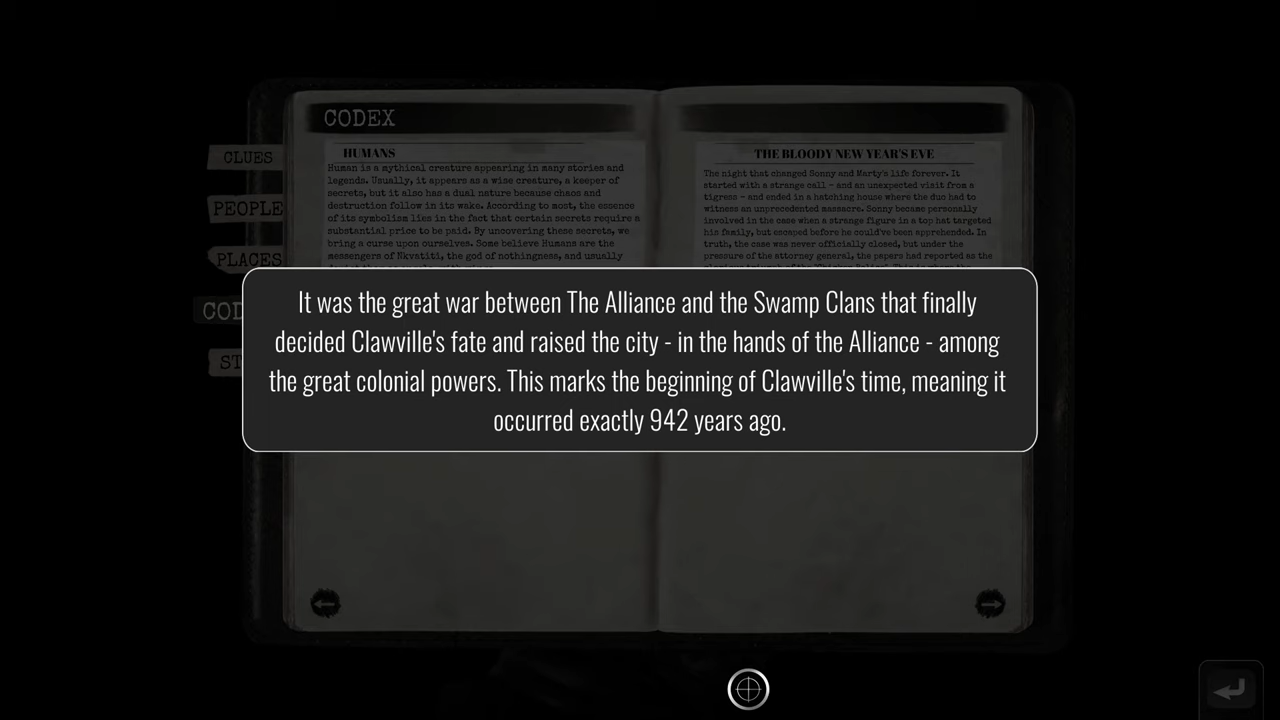 CODEX
CLUES
PEOPLE
PLACES
COD
ST
HUMANS
Human is a mythical creature appearing in many stories and
legends. Usually, it appears as a wise creature, a keeper of
secrets, but it also has a dual nature because chaos and
destruction follow in its wake. According to most, the essence
of its symbolism lies in the fact that certain secrets require a
substantial price to be paid. By uncovering these secrets, we
bring a curse upon ourselves. Some believe Humans are the
messengers of Nkvatiti, the god of nothingness, and usually
THE BLOODY NEW YEAR'S EVE
The night that changed Sonny and Marty's life forever. It
started with a strange call - and an unexpected visit from a
tigress - and ended in a hatching house where the duo had to
witness an unprecedented massacre. Sonny became personally
involved in the case when a strange figure in a top hat targeted
his family, but escaped before he could've been apprehended. In
truth, the case was never officially closed, but under the
pressure of the attorney general, the papers had reported as the
It was the great war between The Alliance and the Swamp Clans that finally
decided Clawville's fate and raised the city - in the hands of the Alliance - among
the great colonial powers. This marks the beginning of Clawville's time, meaning it
occurred exactly 942 years ago.